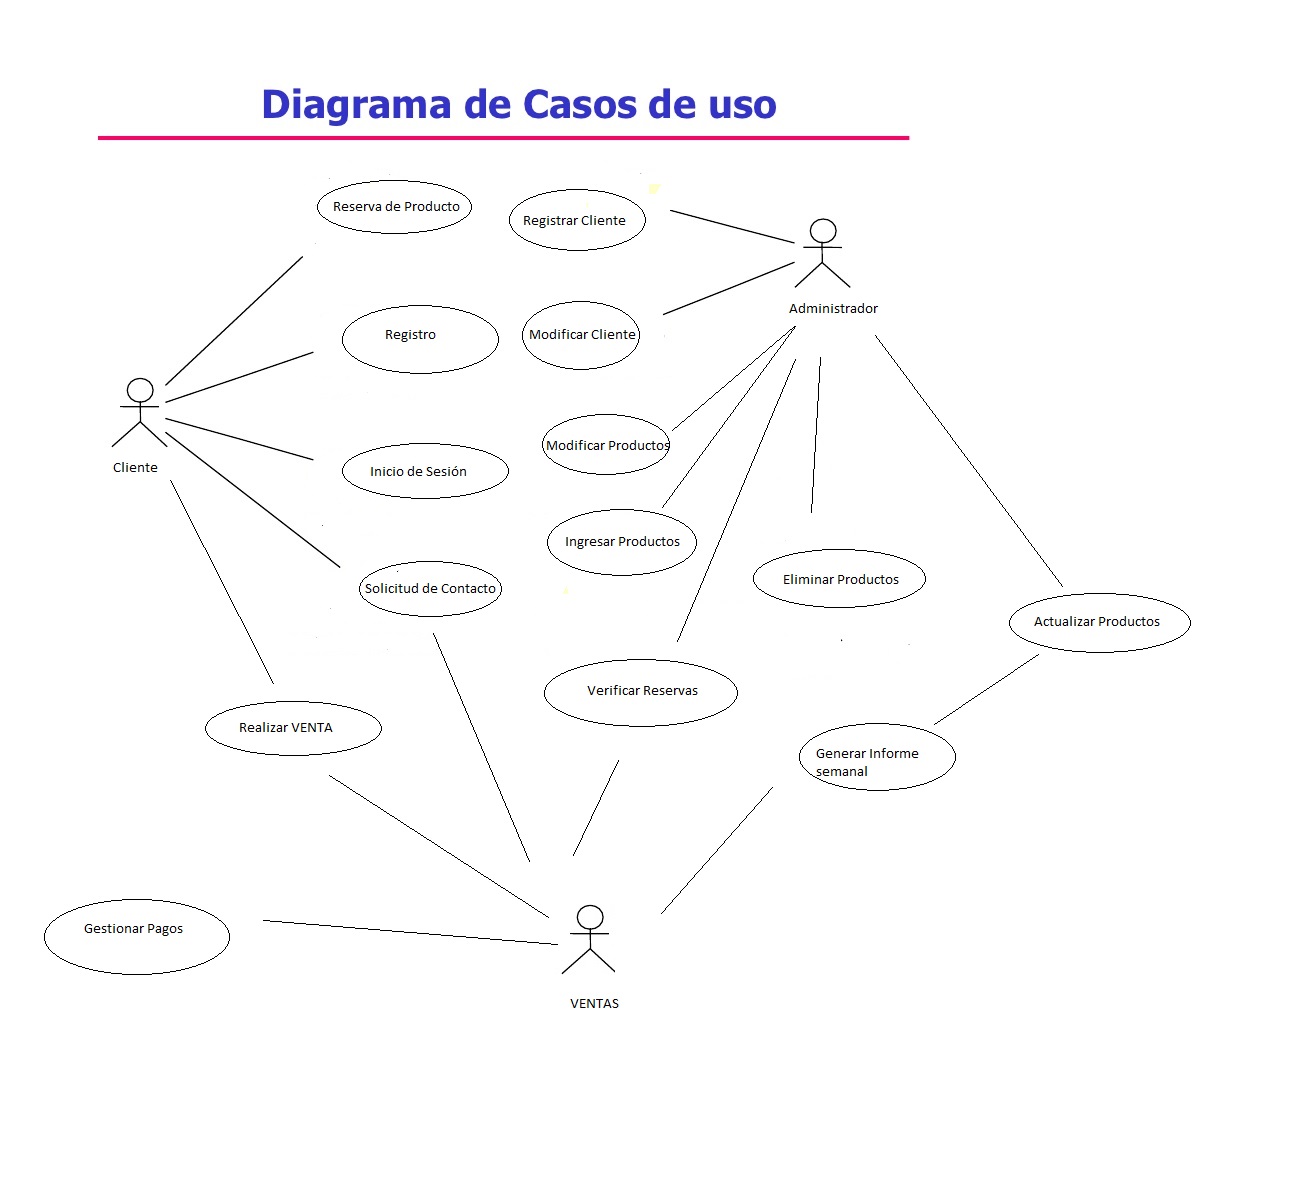 Diagrama de Casos de uso
Reserva de Producto
Registrar Cliente
Administrador
Registro
Modificar Cliente
Cliente
Modificar Productos
Inicio de Sesión
Ingresar Productos
Eliminar Productos
Solicitud de Contacto
Actualizar Productos
Verificar Reservas
Realizar VENTA
Generar Informe
semanal
Gestionar Pagos
VENTAS